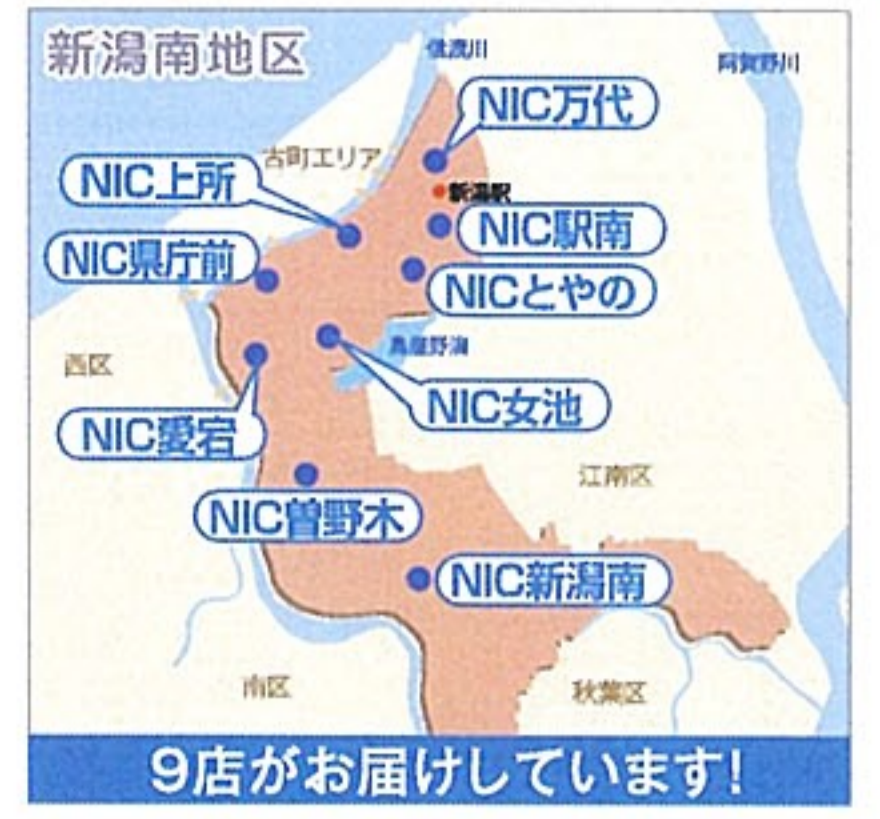 新潟南地区
信濃川
阿賀野川
NIC万代
古町エリア
NIC上所
新潟駅
NIC駅南
NIC県庁前
NICとやの
鳥屋野潟
西区
NIC女池
NIC愛宕
江南区
NIC曽野木
NIC新潟南
南区
秋葉区
9店がお届けしています!